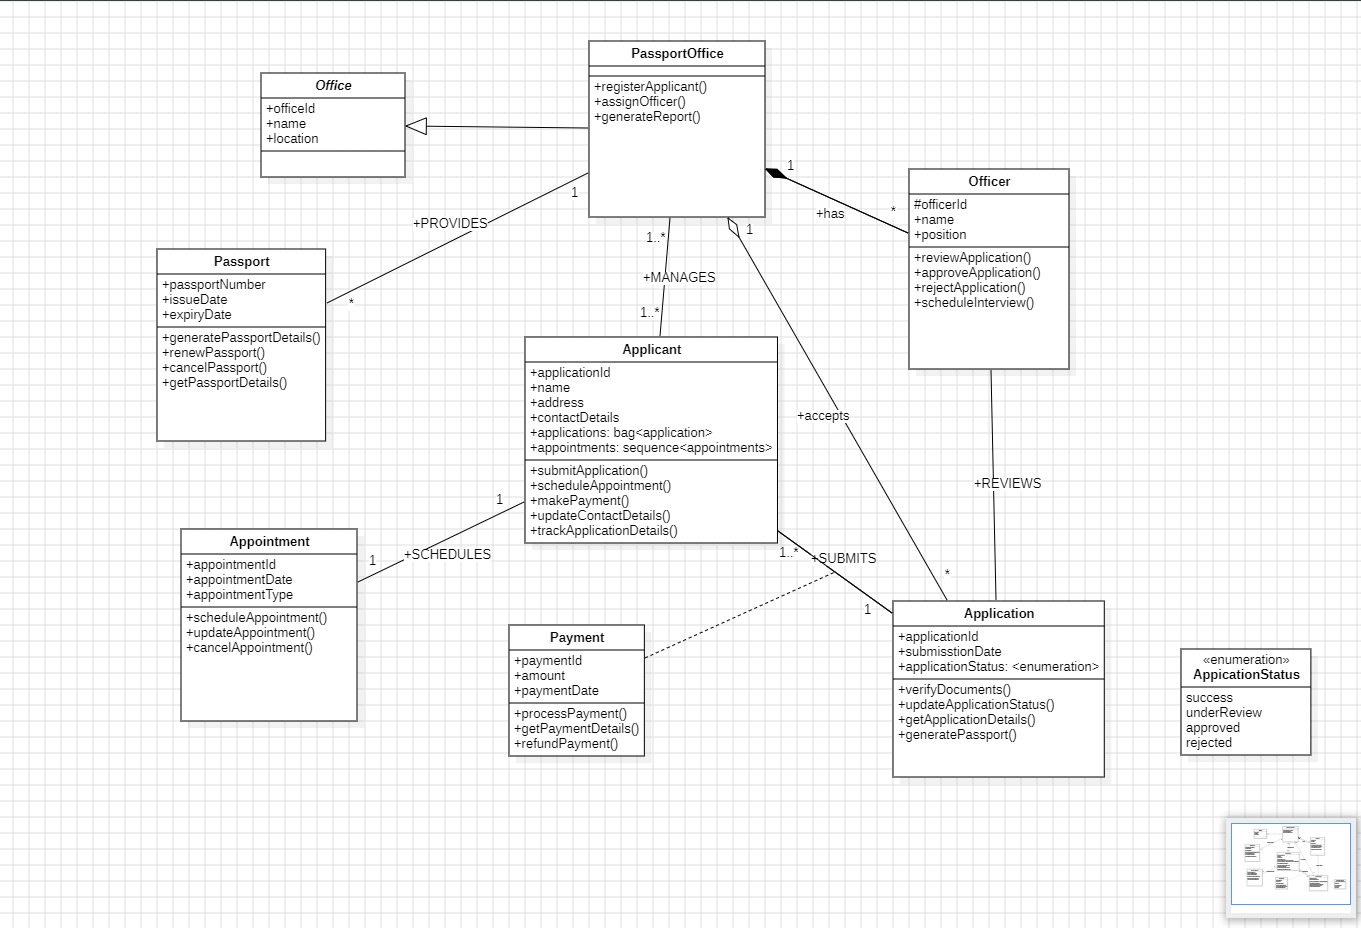 PassportOffice
+registerApplicant()
+assignOfficer()
+generateReport()
Office
+officeId
+name
+location
1
+has
*
Officer
#officerId
+name
+position
+reviewApplication()
+approveApplication()
+rejectApplication()
+scheduleInterview()
1
+PROVIDES
*
1..*
+MANAGES
1..*
1
+accepts
*
Passport
+passportNumber
+issueDate
+expiryDate
+generatePassportDetails()
+renewPassport()
+cancelPassport()
+getPassportDetails()
Applicant
+applicationId
+name
+address
+contactDetails
+applications: bag<application>
+appointments: sequence<appointments>
+submitApplication()
+scheduleAppointment()
+makePayment()
+updateContactDetails()
+trackApplicationDetails()
+REVIEWS
1
+SCHEDULES
1
Appointment
+appointmentId
+appointmentDate
+appointmentType
+scheduleAppointment()
+updateAppointment()
+cancelAppointment()
1..*
+SUBMITS
1
Payment
+paymentId
+amount
+paymentDate
+processPayment()
+getPaymentDetails()
+refundPayment()
Application
+applicationId
+submisstionDate
+applicationStatus: <enumeration>
+verifyDocuments()
+updateApplicationStatus()
+getApplicationDetails()
+generatePassport()
«enumeration»
AppicationStatus
success
underReview
approved
rejected